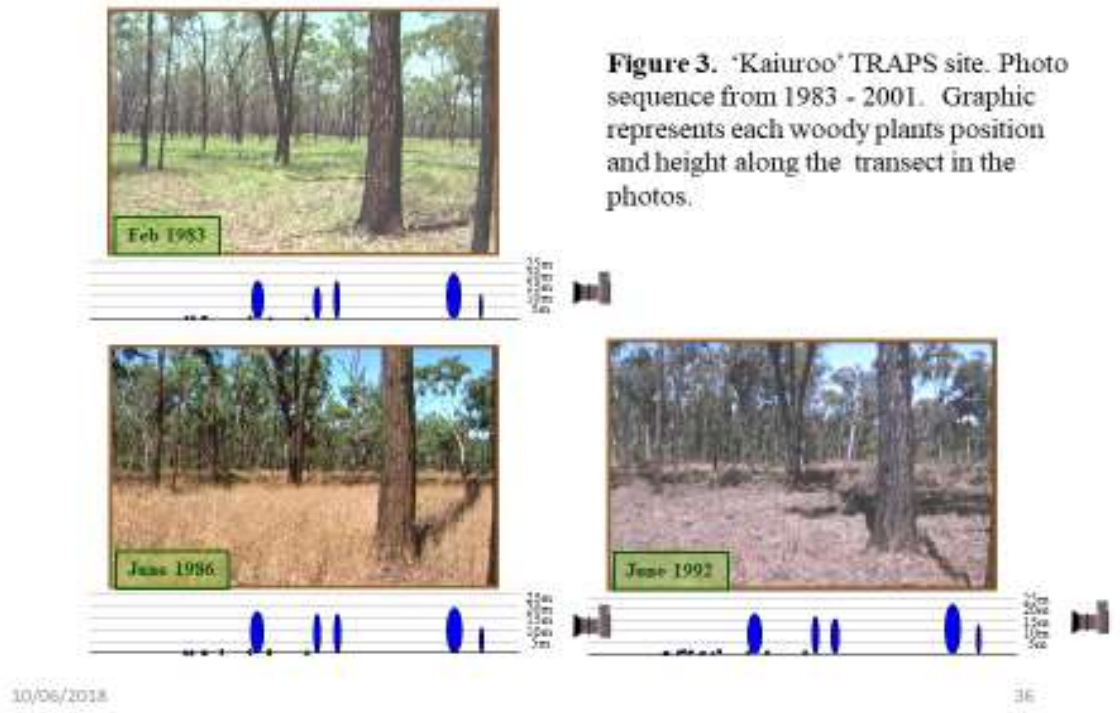 Figure 3. ‘Kaiuroo’ TRAPS site. Photo
sequence from 1983 - 2001. Graphic
represents each woody plants position
and height along the transect in the
photos.
Feb 1983
June 1986
June 1992
10/06/2018
36